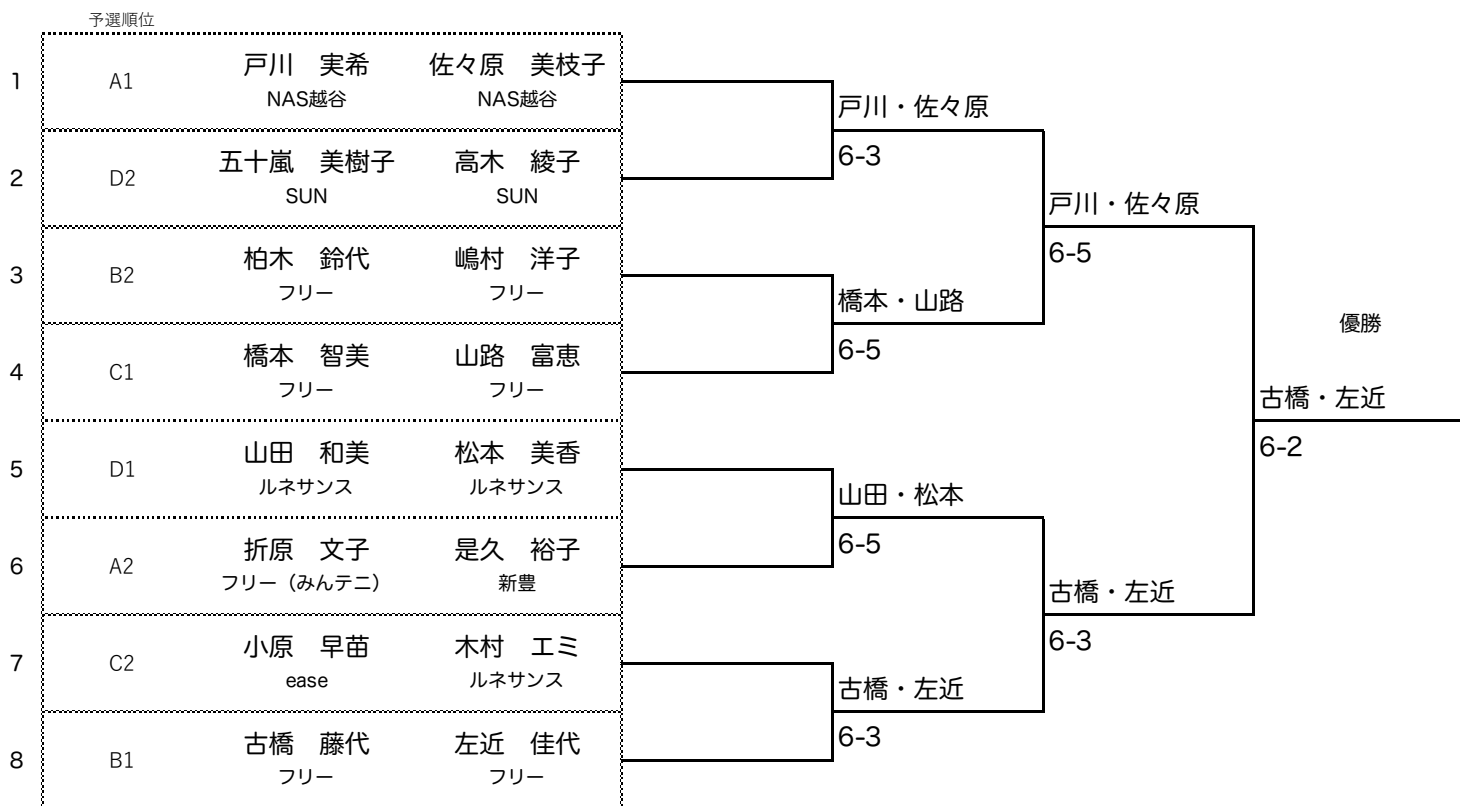 予選順位
1 A1 戸川 実希 佐々原 美枝子
NAS越谷 NAS越谷
戸川・佐々原
6-3
2 D2 五十嵐 美樹子 高木 綾子
SUN SUN
戸川・佐々原
6-5
3 B2 柏木 鈴代 嶋村 洋子
フリー フリー
橋本・山路
6-5
4 C1 橋本 智美 山路 富恵
フリー フリー
優勝
古橋・左近
6-2
5 D1 山田 和美 松本 美香
ルネサンス ルネサンス
山田・松本
6-5
6 A2 折原 文子 是久 裕子
フリー（みんテニ） 新豊
古橋・左近
6-3
7 C2 小原 早苗 木村 エミ
ease ルネサンス
古橋・左近
6-3
8 B1 古橋 藤代 左近 佳代
フリー フリー